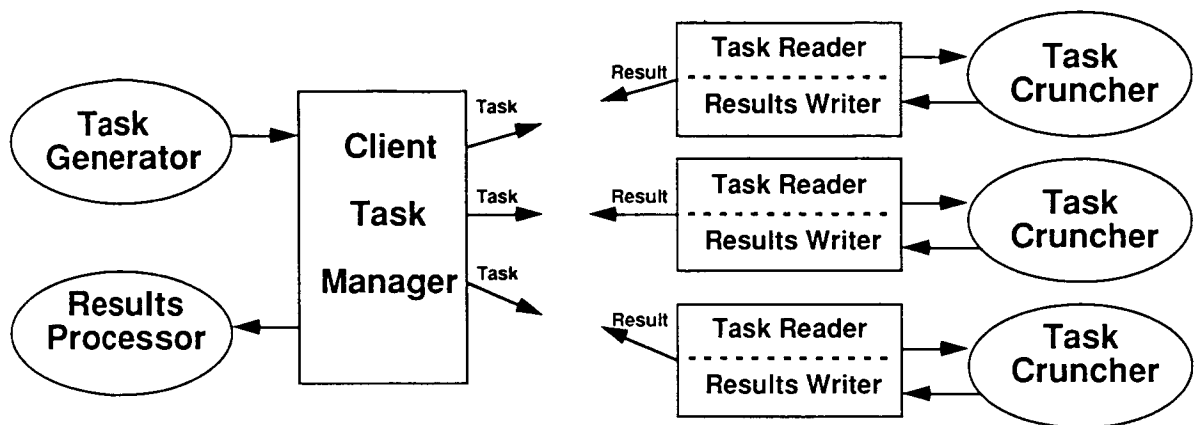 Task
Generator
Results
Processor
Client
Task
Manager
Task
Task
Task
Result
Task Reader
Results Writer
Task
Cruncher
Result
Task Reader
Results Writer
Task
Cruncher
Result
Task Reader
Results Writer
Task
Cruncher